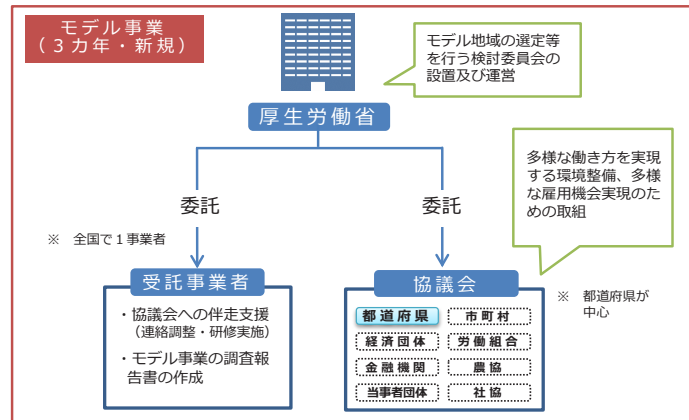 モデル事業
（３カ年・新規）
モデル地域の選定等
を行う検討委員会の
設置及び運営
厚生労働省
多様な働き方を実現
する環境整備、多様
な雇用機会実現のた
めの取組
委託
委託
※　全国で１事業者
受託事業者
・協議会への伴走支援
（連絡調整・研修実施）
・モデル事業の調査報
告書の作成
協議会
都道府県
市町村
経済団体
労働組合
金融機関
農協
当事者団体
社協
※　都道府県が
中心